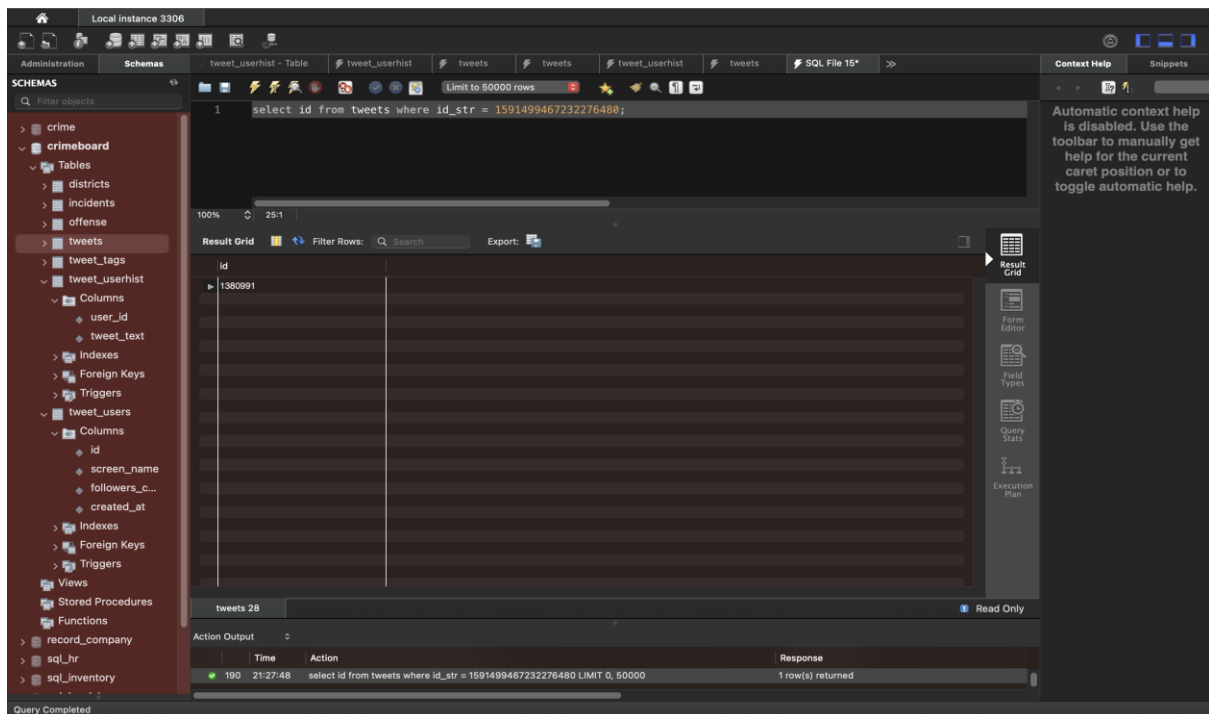 Local instance 3306
Administration Schemas
tweet_userhist - Table tweet_userhist tweets tweets tweet_userhist tweets SQL File 15* >>
Context Help Snippets
SCHEMAS
Filter objects
crime
crimeboard
Tables
districts
incidents
offense
tweets
tweet_tags
tweet_userhist
Columns
user_id
tweet_text
Indexes
Foreign Keys
Triggers
tweet_users
Columns
id
screen_name
followers_c...
created_at
Indexes
Foreign Keys
Triggers
Views
Stored Procedures
Functions
record_company
sql_hr
sql_inventory
Limit to 50000 rows
1 select id from tweets where id_str = 1591499467232276480;
100% 25:1
Result Grid Filter Rows: Search Export:
id
1380991
Result
Grid
Form
Editor
Field
Types
Query
Stats
Execution
Plan
tweets 28 Read Only
Action Output
Time Action Response
190 21:27:48 select id from tweets where id_str = 1591499467232276480 LIMIT 0, 50000 1 row(s) returned
Automatic context help
is disabled. Use the
toolbar to manually get
help for the current
caret position or to
toggle automatic help.
Query Completed